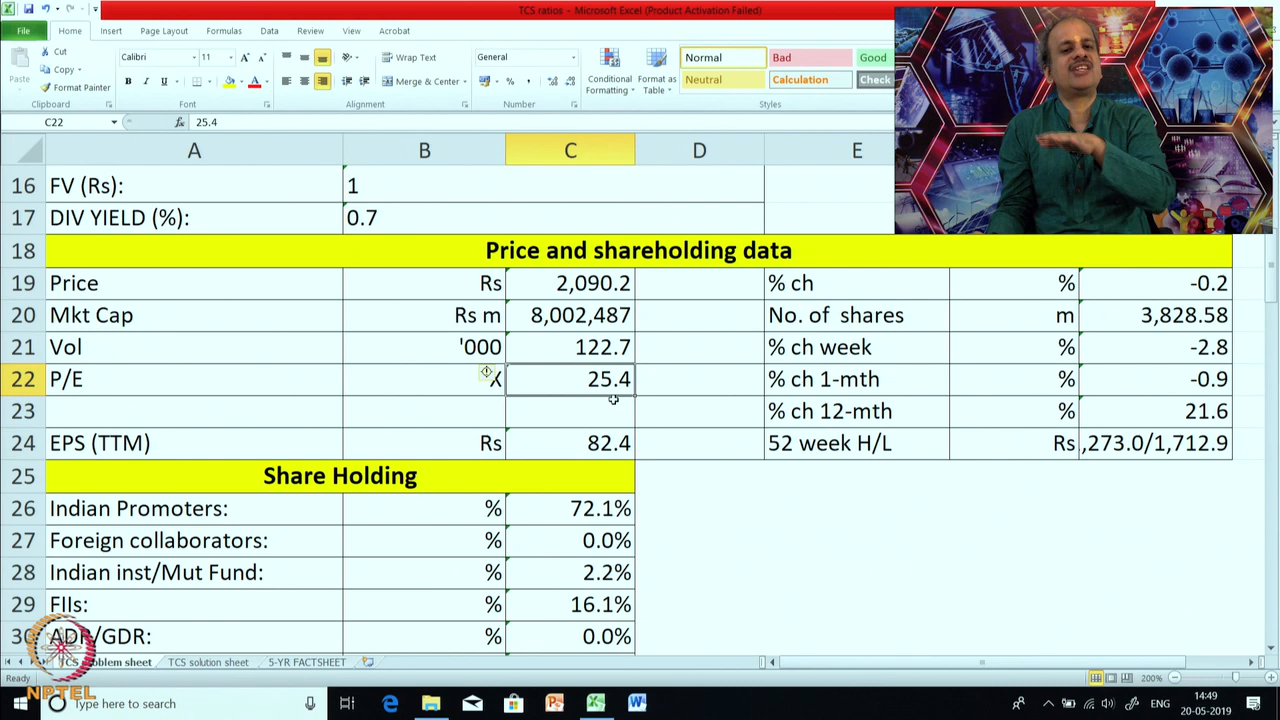 TCS ratios - Microsoft Excel (Product Activation Failed)
File Home Insert Page Layout Formulas Data Review View Acrobat
Cut
Copy
Format Painter
Paste
Clipboard
Calibri 11
Font
Wrap Text
Merge & Center
Alignment
General
Number
Conditional Formatting
Format as Table
Normal Bad Good
Neutral Calculation Check
Styles
C22 fx 25.4
A B C D E
16 FV (Rs): 1
17 DIV YIELD (%): 0.7
18 Price and shareholding data
19 Price Rs 2,090.2 % ch % -0.2
20 Mkt Cap Rs m 8,002,487 No. of shares m 3,828.58
21 Vol '000 122.7 % ch week % -2.8
22 P/E X 25.4 % ch 1-mth % -0.9
23 % ch 12-mth % 21.6
24 EPS (TTM) Rs 82.4 52 week H/L Rs ,273.0/1,712.9
25 Share Holding
26 Indian Promoters: % 72.1%
27 Foreign collaborators: % 0.0%
28 Indian inst/Mut Fund: % 2.2%
29 FIIs: % 16.1%
30 ADR/GDR: % 0.0%
TCS problem sheet TCS solution sheet 5-YR FACTSHEET
Ready 200%
NPTEL
Type here to search
ENG
14:49
20-05-2019